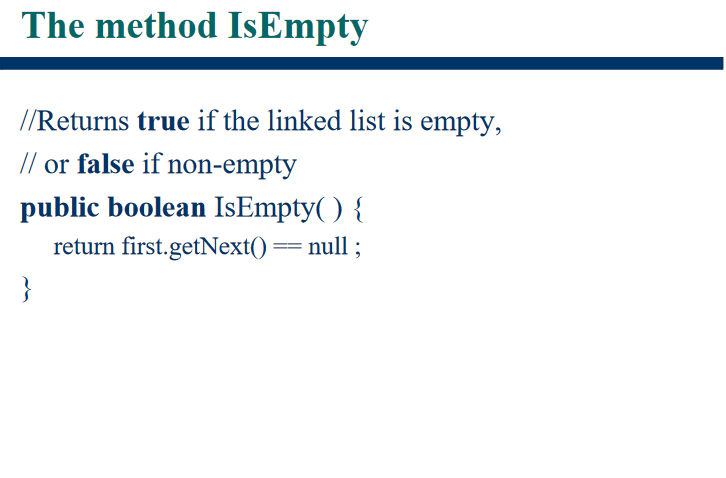 The method IsEmpty
//Returns true if the linked list is empty,
// or false if non-empty
public boolean IsEmpty( ) {
return first.getNext() == null ;
}